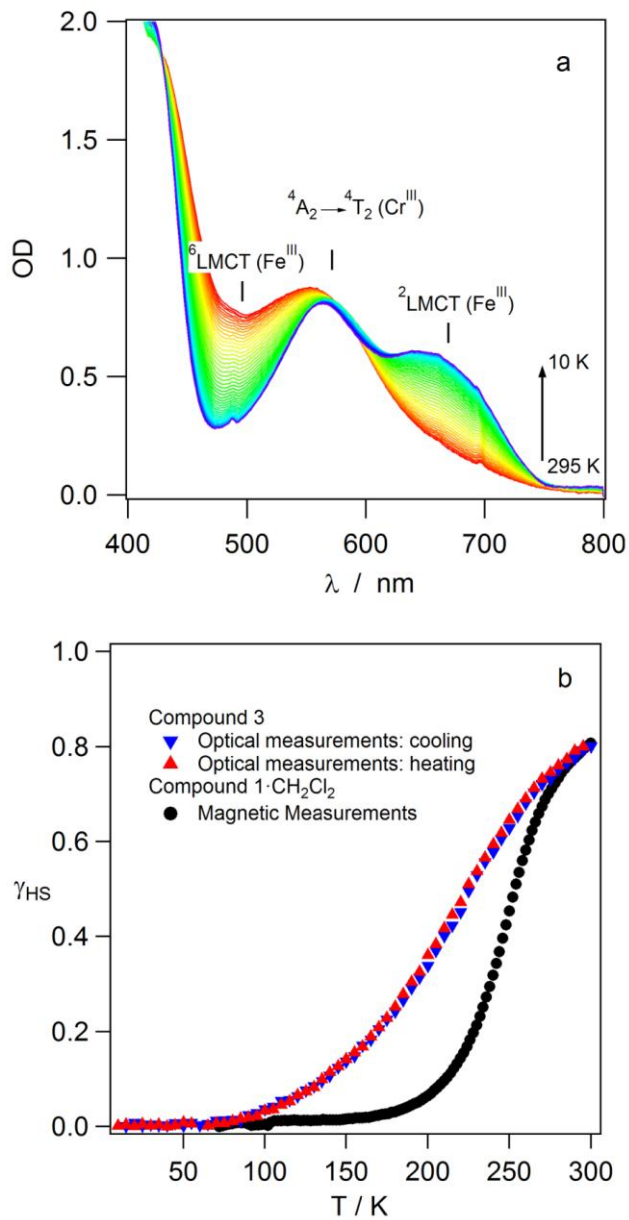 a
2.0
1.5
1.0
0.5
0.0
OD
⁴A₂→⁴T₂ (Crᴵᴵᴵ)
⁶LMCT (Feᴵᴵᴵ)
²LMCT (Feᴵᴵᴵ)
10 K
295 K
400 500 600 700 800
λ / nm
b
1.0
0.8
0.6
0.4
0.2
0.0
γHS
Compound 3
Optical measurements: cooling
Optical measurements: heating
Compound 1·CH₂Cl₂
Magnetic Measurements
50 100 150 200 250 300
T / K